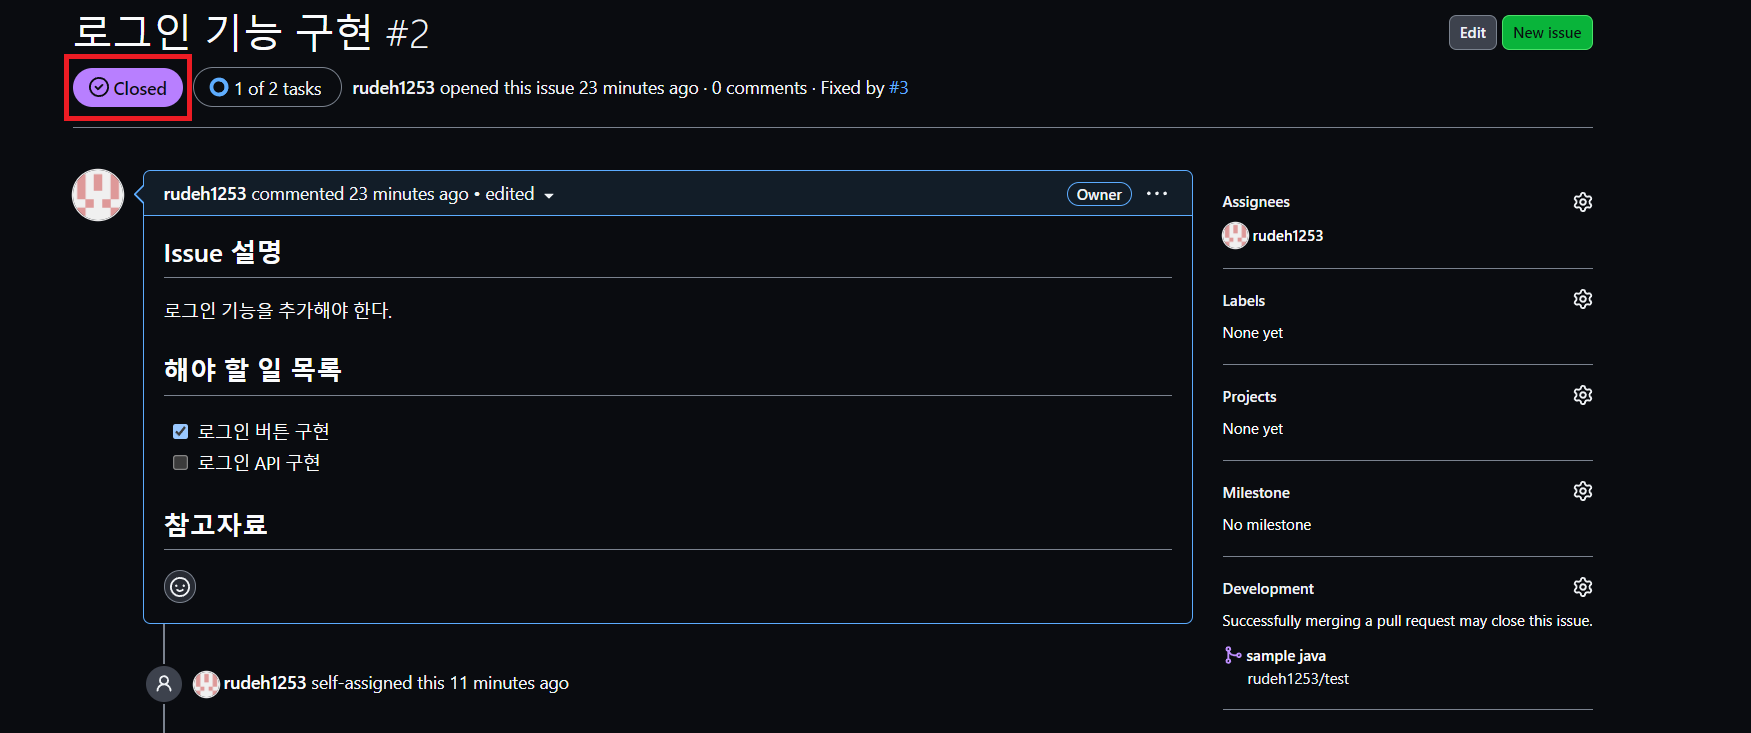 로그인 기능 구현 #2
Edit
New issue
Closed
1 of 2 tasks
rudeh1253 opened this issue 23 minutes ago · 0 comments · Fixed by #3
rudeh1253 commented 23 minutes ago • edited
Owner
Issue 설명
로그인 기능을 추가해야 한다.
해야 할 일 목록
로그인 버튼 구현
로그인 API 구현
참고자료
rudeh1253 self-assigned this 11 minutes ago
Assignees
rudeh1253
Labels
None yet
Projects
None yet
Milestone
No milestone
Development
Successfully merging a pull request may close this issue.
sample java
rudeh1253/test